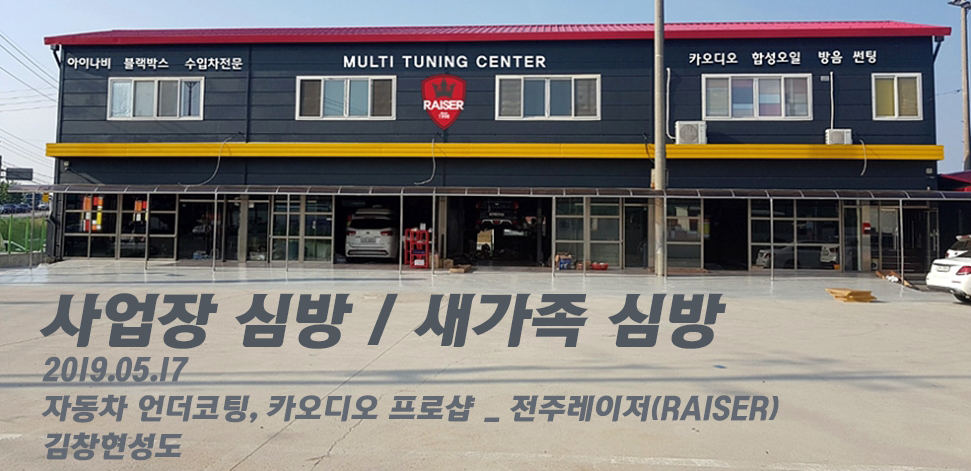 아이나비 블랙박스 수입차전문
MULTI TUNING CENTER
카오디오 합성오일 방음 썬팅
RAISER
사업장 심방 / 새가족 심방
2019.05.17
자동차 언더코팅, 카오디오 프로샵 _ 전주레이저(RAISER)
김창현성도